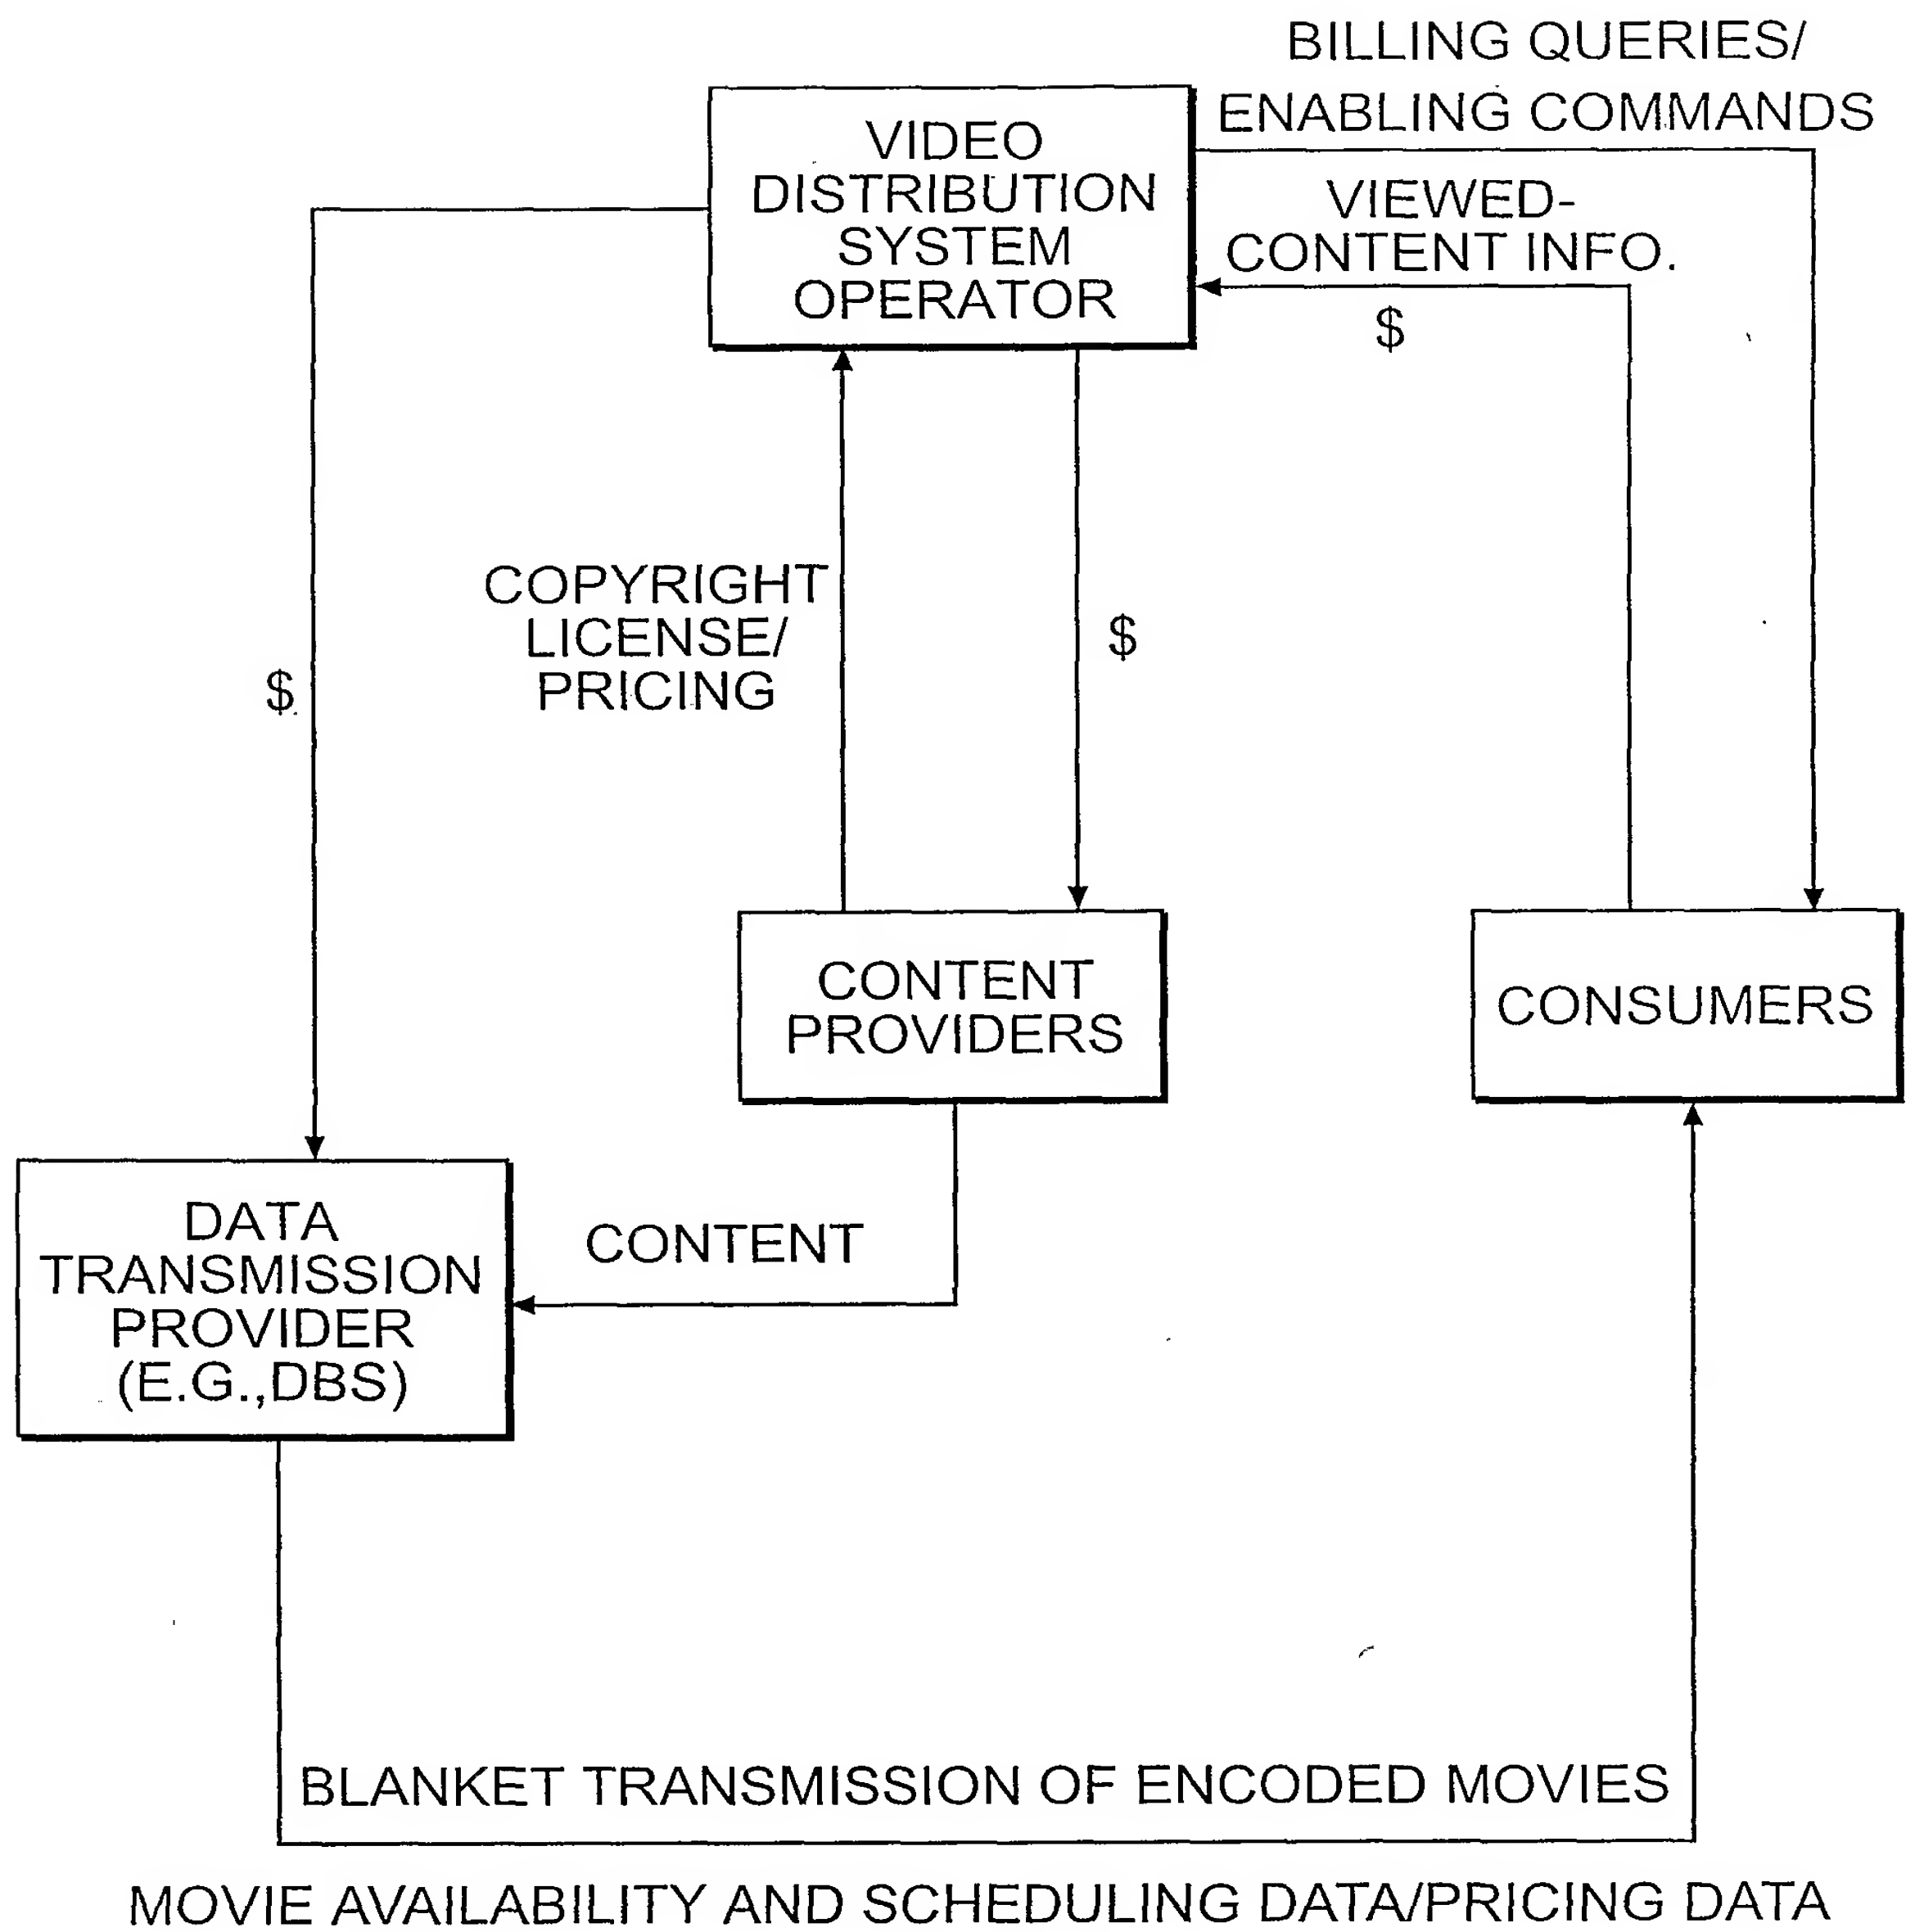 BILLING QUERIES/
ENABLING COMMANDS
VIDEO
DISTRIBUTION
SYSTEM
OPERATOR
VIEWED-
CONTENT INFO.
$
COPYRIGHT
LICENSE/
PRICING
$
$
CONTENT
PROVIDERS
CONSUMERS
DATA
TRANSMISSION
PROVIDER
(E.G.,DBS)
CONTENT
BLANKET TRANSMISSION OF ENCODED MOVIES
MOVIE AVAILABILITY AND SCHEDULING DATA/PRICING DATA